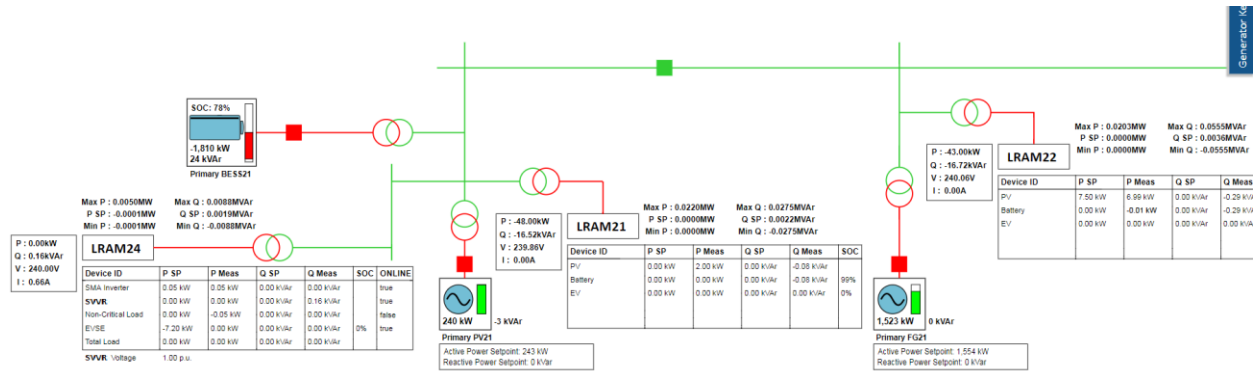 Generator Ke
SOC: 78%
-1,810 kW
24 kVAr
Primary BESS21
Max P : 0.0050MW Max Q : 0.0088MVAr
P SP : -0.0001MW Q SP : 0.0019MVAr
Min P : -0.0001MW Min Q : -0.0088MVAr
P : 0.00kW
Q : 0.16kVAr
V : 240.00V
I : 0.66A
LRAM24
Device ID P SP P Meas Q SP Q Meas SOC ONLINE
SMA Inverter 0.05 kW 0.05 kW 0.00 kVAr 0.00 kVAr true
SVVR 0.00 kW 0.00 kW 0.00 kVAr 0.16 kVAr true
Non-Critical Load 0.00 kW -0.05 kW 0.00 kVAr 0.00 kVAr false
EVSE -7.20 kW 0.00 kW 0.00 kVAr 0.00 kVAr 0% true
Total Load 0.00 kW 0.00 kW 0.00 kVAr 0.00 kVAr
SVVR Voltage 1.00 p.u.
240 kW -3 kVAr
Primary PV21
Active Power Setpoint: 243 kW
Reactive Power Setpoint: 0 kVar
P : -48.00kW
Q : -16.52kVAr
V : 239.86V
I : 0.00A
LRAM21
Max P : 0.0220MW Max Q : 0.0275MVAr
P SP : 0.0000MW Q SP : 0.0022MVAr
Min P : 0.0000MW Min Q : -0.0275MVAr
Device ID P SP P Meas Q SP Q Meas SOC
PV 0.00 kW 2.00 kW 0.00 kVAr -0.08 kVAr
Battery 0.00 kW 0.00 kW 0.00 kVAr -0.08 kVAr 99%
EV 0.00 kW 0.00 kW 0.00 kVAr 0.00 kVAr 0%
1,523 kW 0 kVAr
Primary FG21
Active Power Setpoint: 1,554 kW
Reactive Power Setpoint: 0 kVar
P : -43.00kW
Q : -16.72kVAr
V : 240.06V
I : 0.00A
LRAM22
Max P : 0.0203MW Max Q : 0.0555MVAr
P SP : 0.0000MW Q SP : 0.0036MVAr
Min P : 0.0000MW Min Q : -0.0555MVAr
Device ID P SP P Meas Q SP Q Meas
PV 7.50 kW 6.99 kW 0.00 kVAr -0.29 kVA
Battery 0.00 kW -0.01 kW 0.00 kVAr -0.29 kVA
EV 0.00 kW 0.00 kW 0.00 kVAr 0.00 kVA